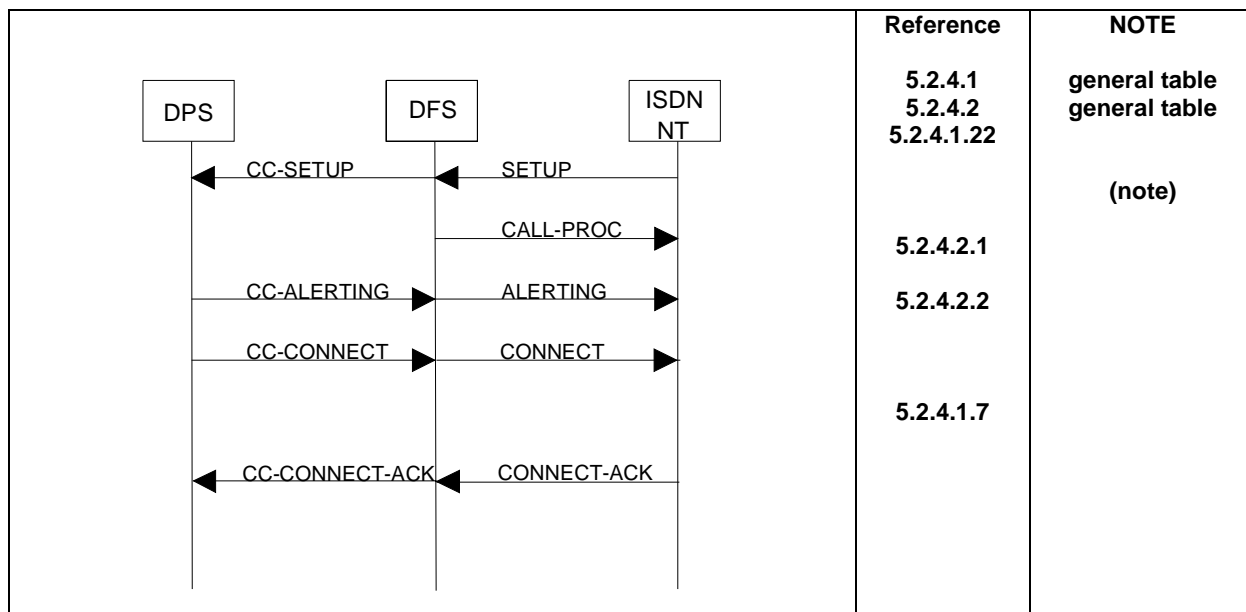 Reference NOTE
5.2.4.1 general table
DPS DFS ISDN NT
5.2.4.2 general table
5.2.4.1.22
CC-SETUP SETUP
(note)
CALL-PROC
5.2.4.2.1
CC-ALERTING ALERTING
5.2.4.2.2
CC-CONNECT CONNECT
5.2.4.1.7
CC-CONNECT-ACK CONNECT-ACK